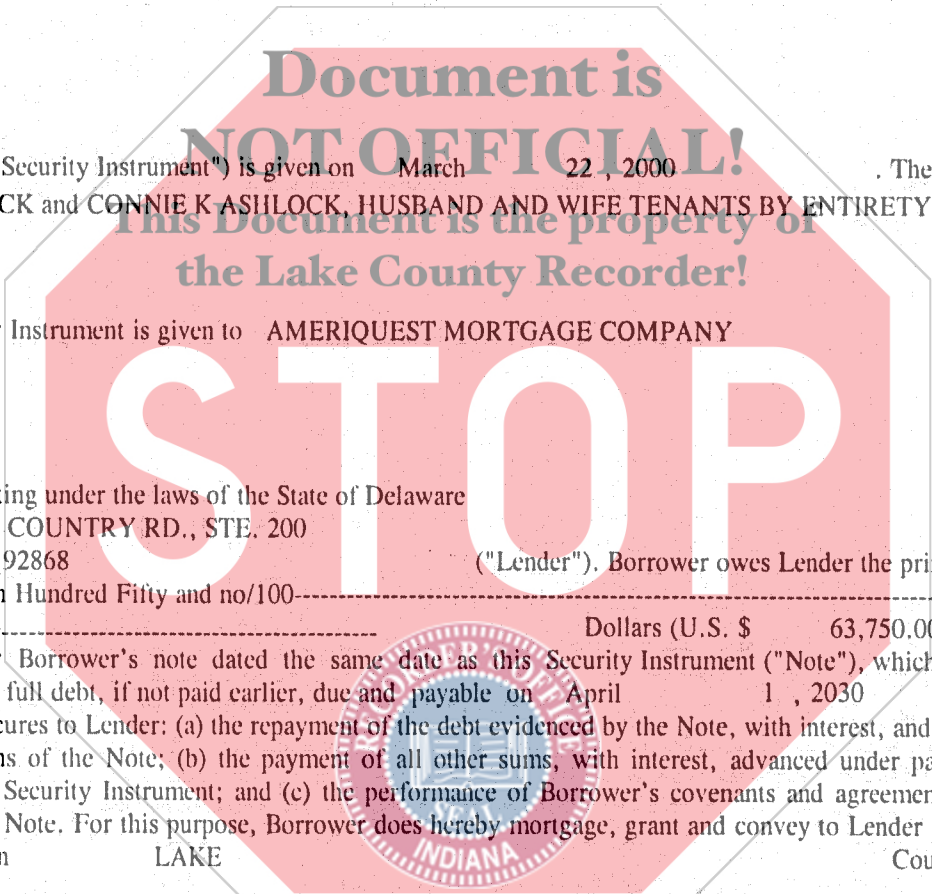 Document is
NOT OFFICIAL!
Security Instrument") is given on March 22 , 2000 . The
CK and CONNIE K ASHLOCK, HUSBAND AND WIFE TENANTS BY ENTIRETY
This Document is the property of
the Lake County Recorder!
Instrument is given to AMERIQUEST MORTGAGE COMPANY
STOP
ing under the laws of the State of Delaware
COUNTRY RD., STE. 200
92868 ("Lender"). Borrower owes Lender the pri
n Hundred Fifty and no/100--------------------------------------------------------------------
---------------------------------------- Dollars (U.S. $ 63,750.00
Borrower's note dated the same date as this Security Instrument ("Note"), which
full debt, if not paid earlier, due and payable on April 1 , 2030
cures to Lender: (a) the repayment of the debt evidenced by the Note, with interest, and
ns of the Note; (b) the payment of all other sums, with interest, advanced under pa
Security Instrument; and (c) the performance of Borrower's covenants and agreemen
Note. For this purpose, Borrower does hereby mortgage, grant and convey to Lender
n LAKE Cou
RECORDER'S OFFICE
SEAL
INDIANA